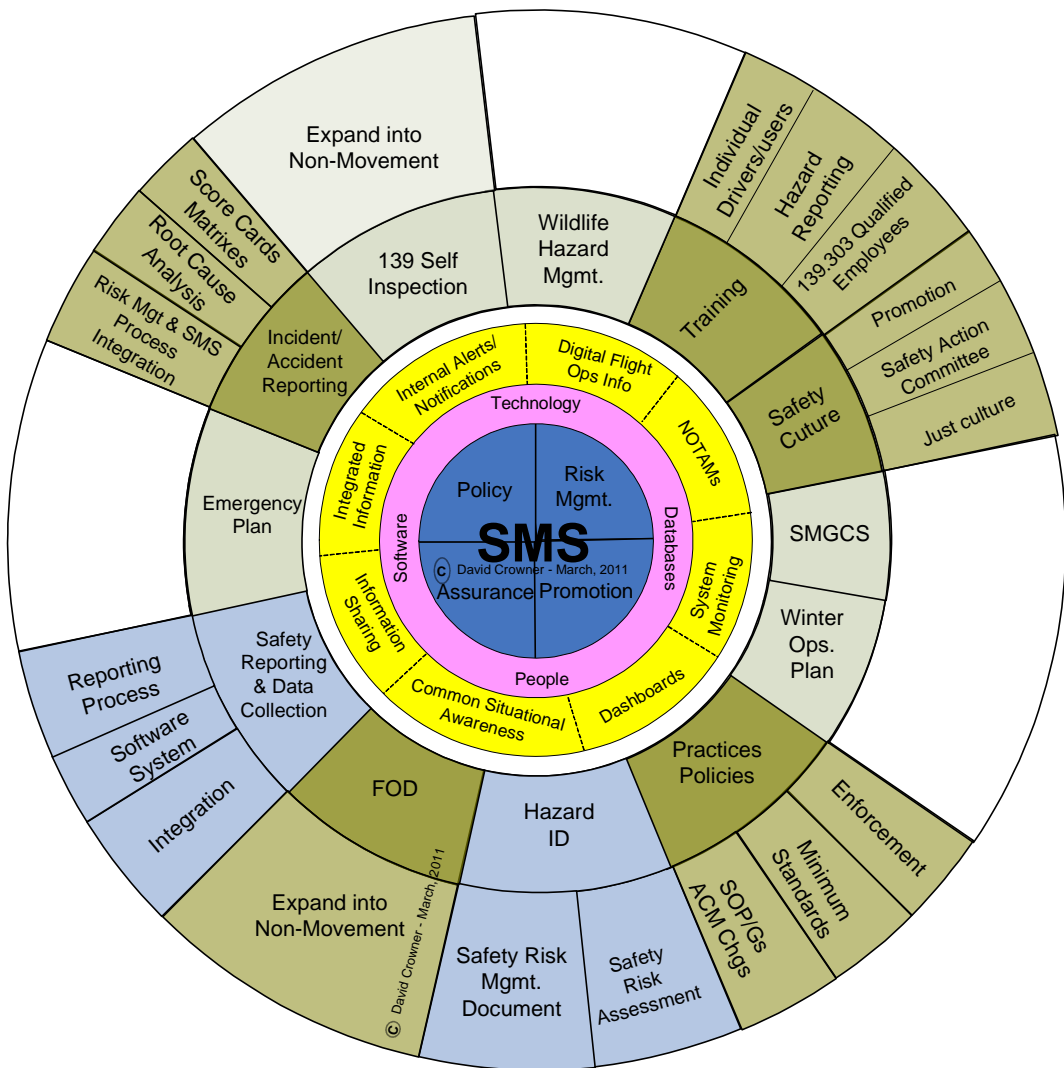 Expand into
Non-Movement
Individual
Drivers/users
Hazard
Reporting
139.303 Qualified
Employees
Promotion
Safety Action
Committee
Just culture
Score Cards
Matrixes
Root Cause
Analysis
Risk Mgt & SMS
Process
Integration
139 Self
Inspection
Wildlife
Hazard
Mgmt.
Training
Safety
Cuture
SMGCS
Winter
Ops.
Plan
Practices
Policies
Enforcement
Minimum
Standards
SOP/Gs
ACM Chgs
Hazard
ID
Safety
Risk
Assessment
Safety Risk
Mgmt.
Document
FOD
Expand into
Non-Movement
© David Crowner - March, 2011
Safety
Reporting
& Data
Collection
Reporting
Process
Software
System
Integration
Emergency
Plan
Incident/
Accident
Reporting
Internal Alerts/
Notifications
Digital Flight
Ops Info
NOTAMs
System
Monitoring
Dashboards
Common Situational
Awareness
Information
Sharing
Integrated
Information
Technology
Databases
People
Software
Policy
Risk
Mgmt.
SMS
© David Crowner - March, 2011
Assurance
Promotion